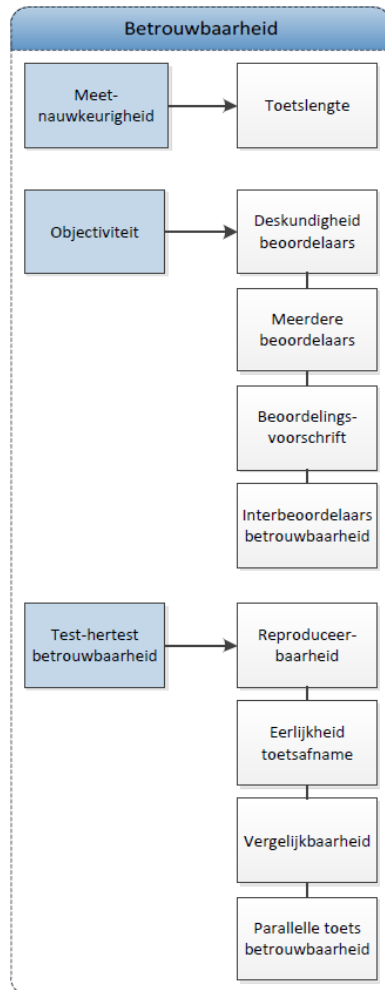 Betrouwbaarheid
Meet-
nauwkeurigheid
Toetslengte
Objectiviteit
Deskundigheid
beoordelaars
Meerdere
beoordelaars
Beoordelings-
voorschrift
Interbeoordelaars
betrouwbaarheid
Test-hertest
betrouwbaarheid
Reproduceer-
baarheid
Eerlijkheid
toetsafname
Vergelijkbaarheid
Parallelle toets
betrouwbaarheid